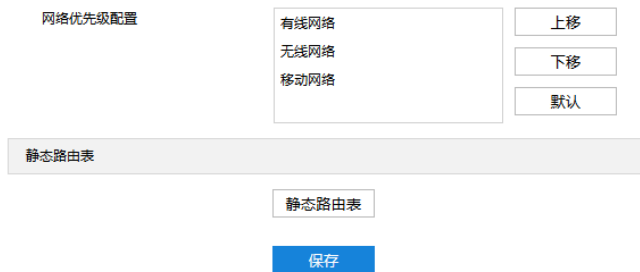 网络优先级配置
有线网络
上移
无线网络
下移
移动网络
默认
静态路由表
静态路由表
保存